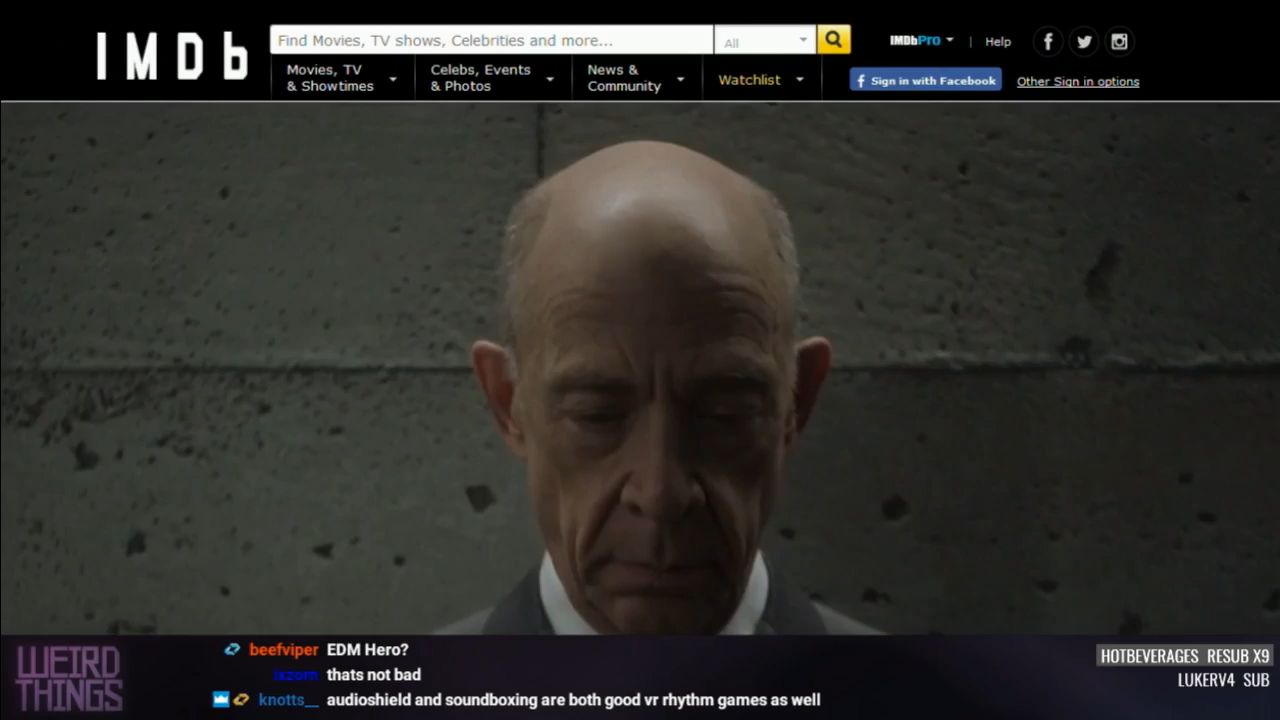 IMDb
Find Movies, TV shows, Celebrities and more...
All
IMDbPro
|
Help
Movies, TV
& Showtimes
Celebs, Events
& Photos
News &
Community
Watchlist
f Sign in with Facebook
Other Sign in options
WEIRD
THINGS
beefviper EDM Hero?
ixzorn thats not bad
knotts__ audioshield and soundboxing are both good vr rhythm games as well
HOTBEVERAGES RESUB X9
LUKERV4 SUB